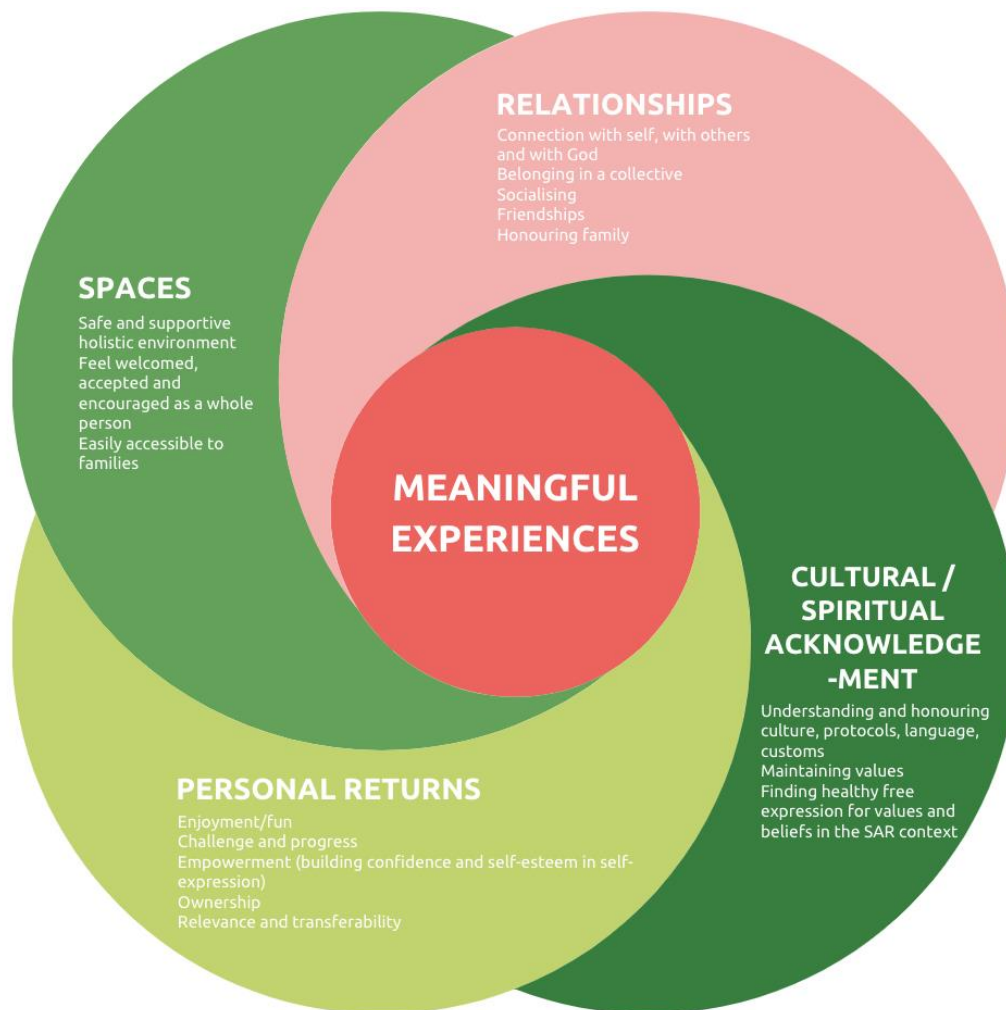 RELATIONSHIPS
Connection with self, with others
and with God
Belonging in a collective
Socialising
Friendships
Honouring family
SPACES
Safe and supportive
holistic environment
Feel welcomed,
accepted and
encouraged as a whole
person
Easily accessible to
families
MEANINGFUL
EXPERIENCES
CULTURAL /
SPIRITUAL
ACKNOWLEDGE
-MENT
Understanding and honouring
culture, protocols, language,
customs
Maintaining values
Finding healthy free
expression for values and
beliefs in the SAR context
PERSONAL RETURNS
Enjoyment/fun
Challenge and progress
Empowerment (building confidence and self-esteem in self-
expression)
Ownership
Relevance and transferability